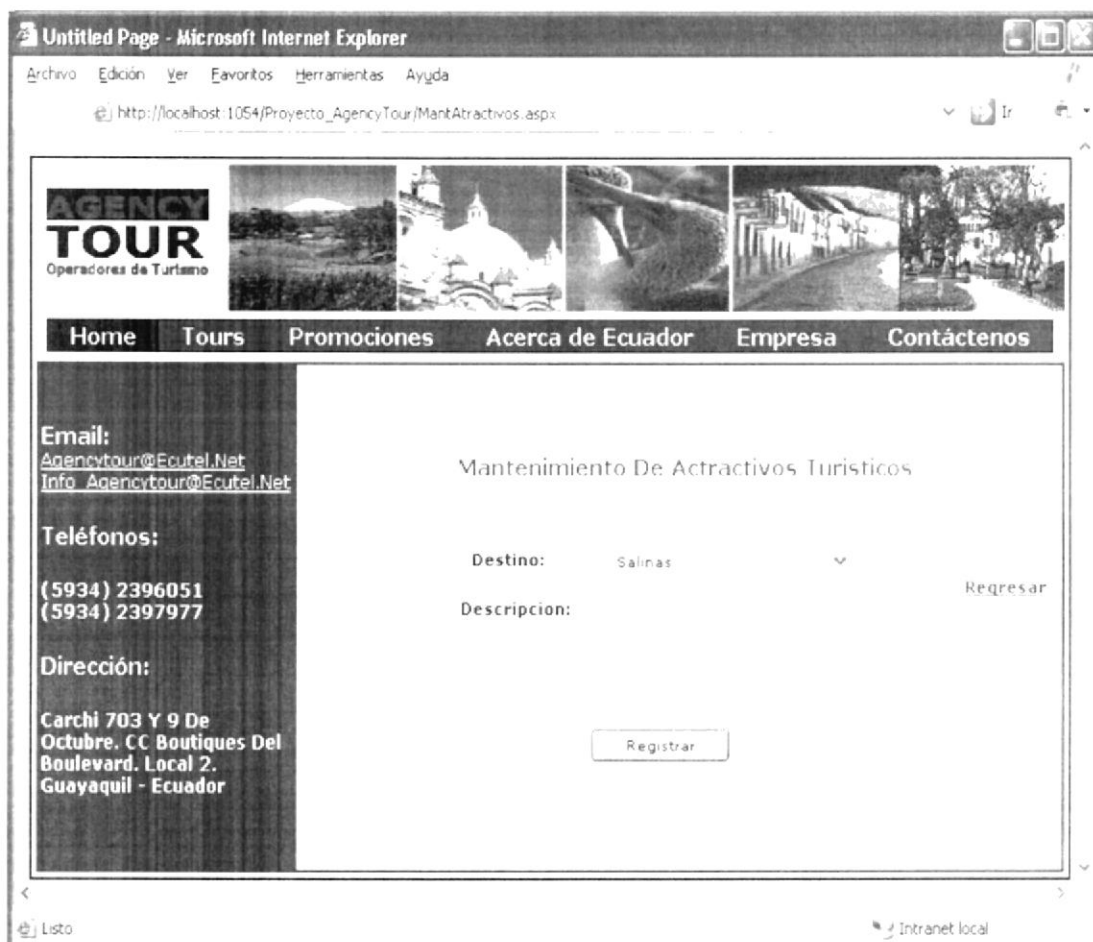 Untitled Page - Microsoft Internet Explorer
Archivo Edición Ver Favoritos Herramientas Ayuda
http://localhost:1054/Proyecto_AgencyTour/MantAtractivos.aspx Ir
AGENCY
TOUR
Operadores de Turismo
Home Tours Promociones Acerca de Ecuador Empresa Contáctenos
Email:
Agencytour@Ecutel.Net
Info_Agencytour@Ecutel.Net
Teléfonos:
(5934) 2396051
(5934) 2397977
Dirección:
Carchi 703 Y 9 De
Octubre. CC Boutiques Del
Boulevard. Local 2.
Guayaquil - Ecuador
Mantenimiento De Actractivos Turisticos
Destino: Salinas
Regresar
Descripcion:
Registrar
Listo Intranet local